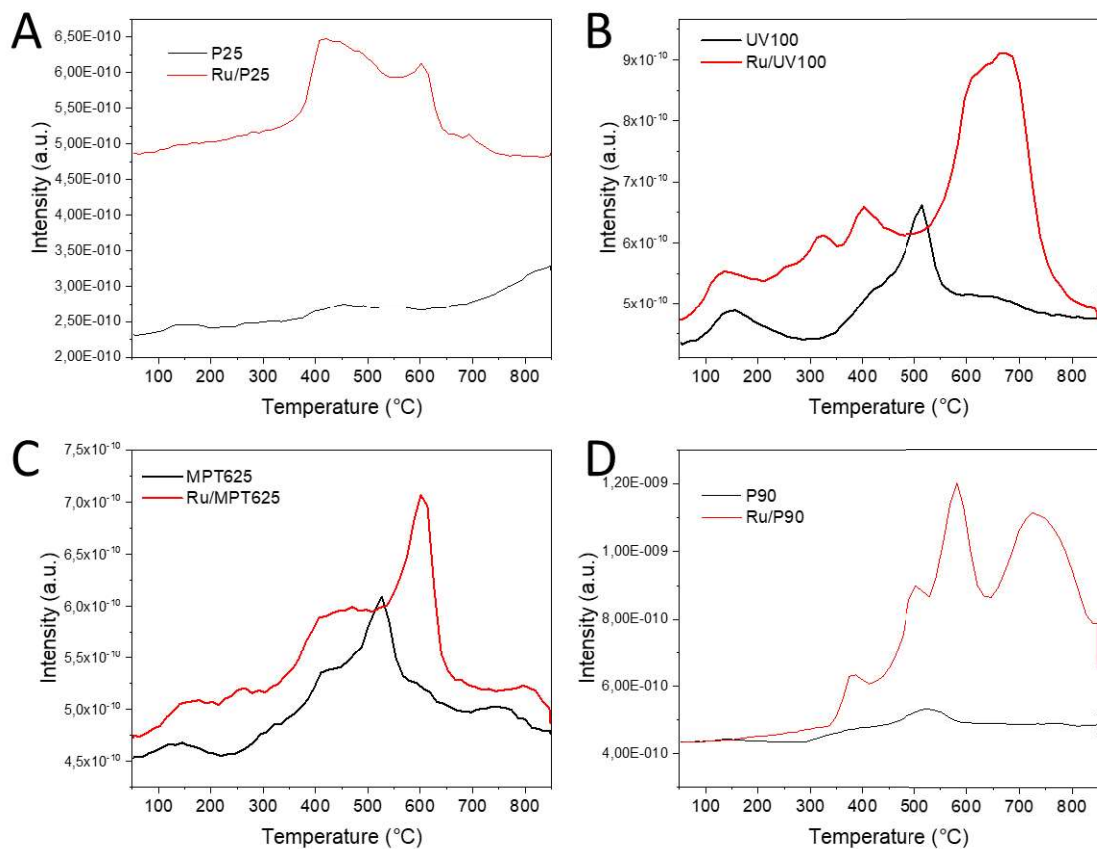 A
6,50E-010
6,00E-010
5,50E-010
5,00E-010
4,50E-010
4,00E-010
3,50E-010
3,00E-010
2,50E-010
2,00E-010
Intensity (a.u.)
P25
Ru/P25
100 200 300 400 500 600 700 800
Temperature (°C)
B
9x10⁻¹⁰
8x10⁻¹⁰
7x10⁻¹⁰
6x10⁻¹⁰
5x10⁻¹⁰
Intensity (a.u.)
UV100
Ru/UV100
100 200 300 400 500 600 700 800
Temperature (°C)
C
7,5x10⁻¹⁰
7,0x10⁻¹⁰
6,5x10⁻¹⁰
6,0x10⁻¹⁰
5,5x10⁻¹⁰
5,0x10⁻¹⁰
4,5x10⁻¹⁰
Intensity (a.u.)
MPT625
Ru/MPT625
100 200 300 400 500 600 700 800
Temperature (°C)
D
1,20E-009
1,00E-009
8,00E-010
6,00E-010
4,00E-010
Intensity (a.u.)
P90
Ru/P90
100 200 300 400 500 600 700 800
Temperature (°C)